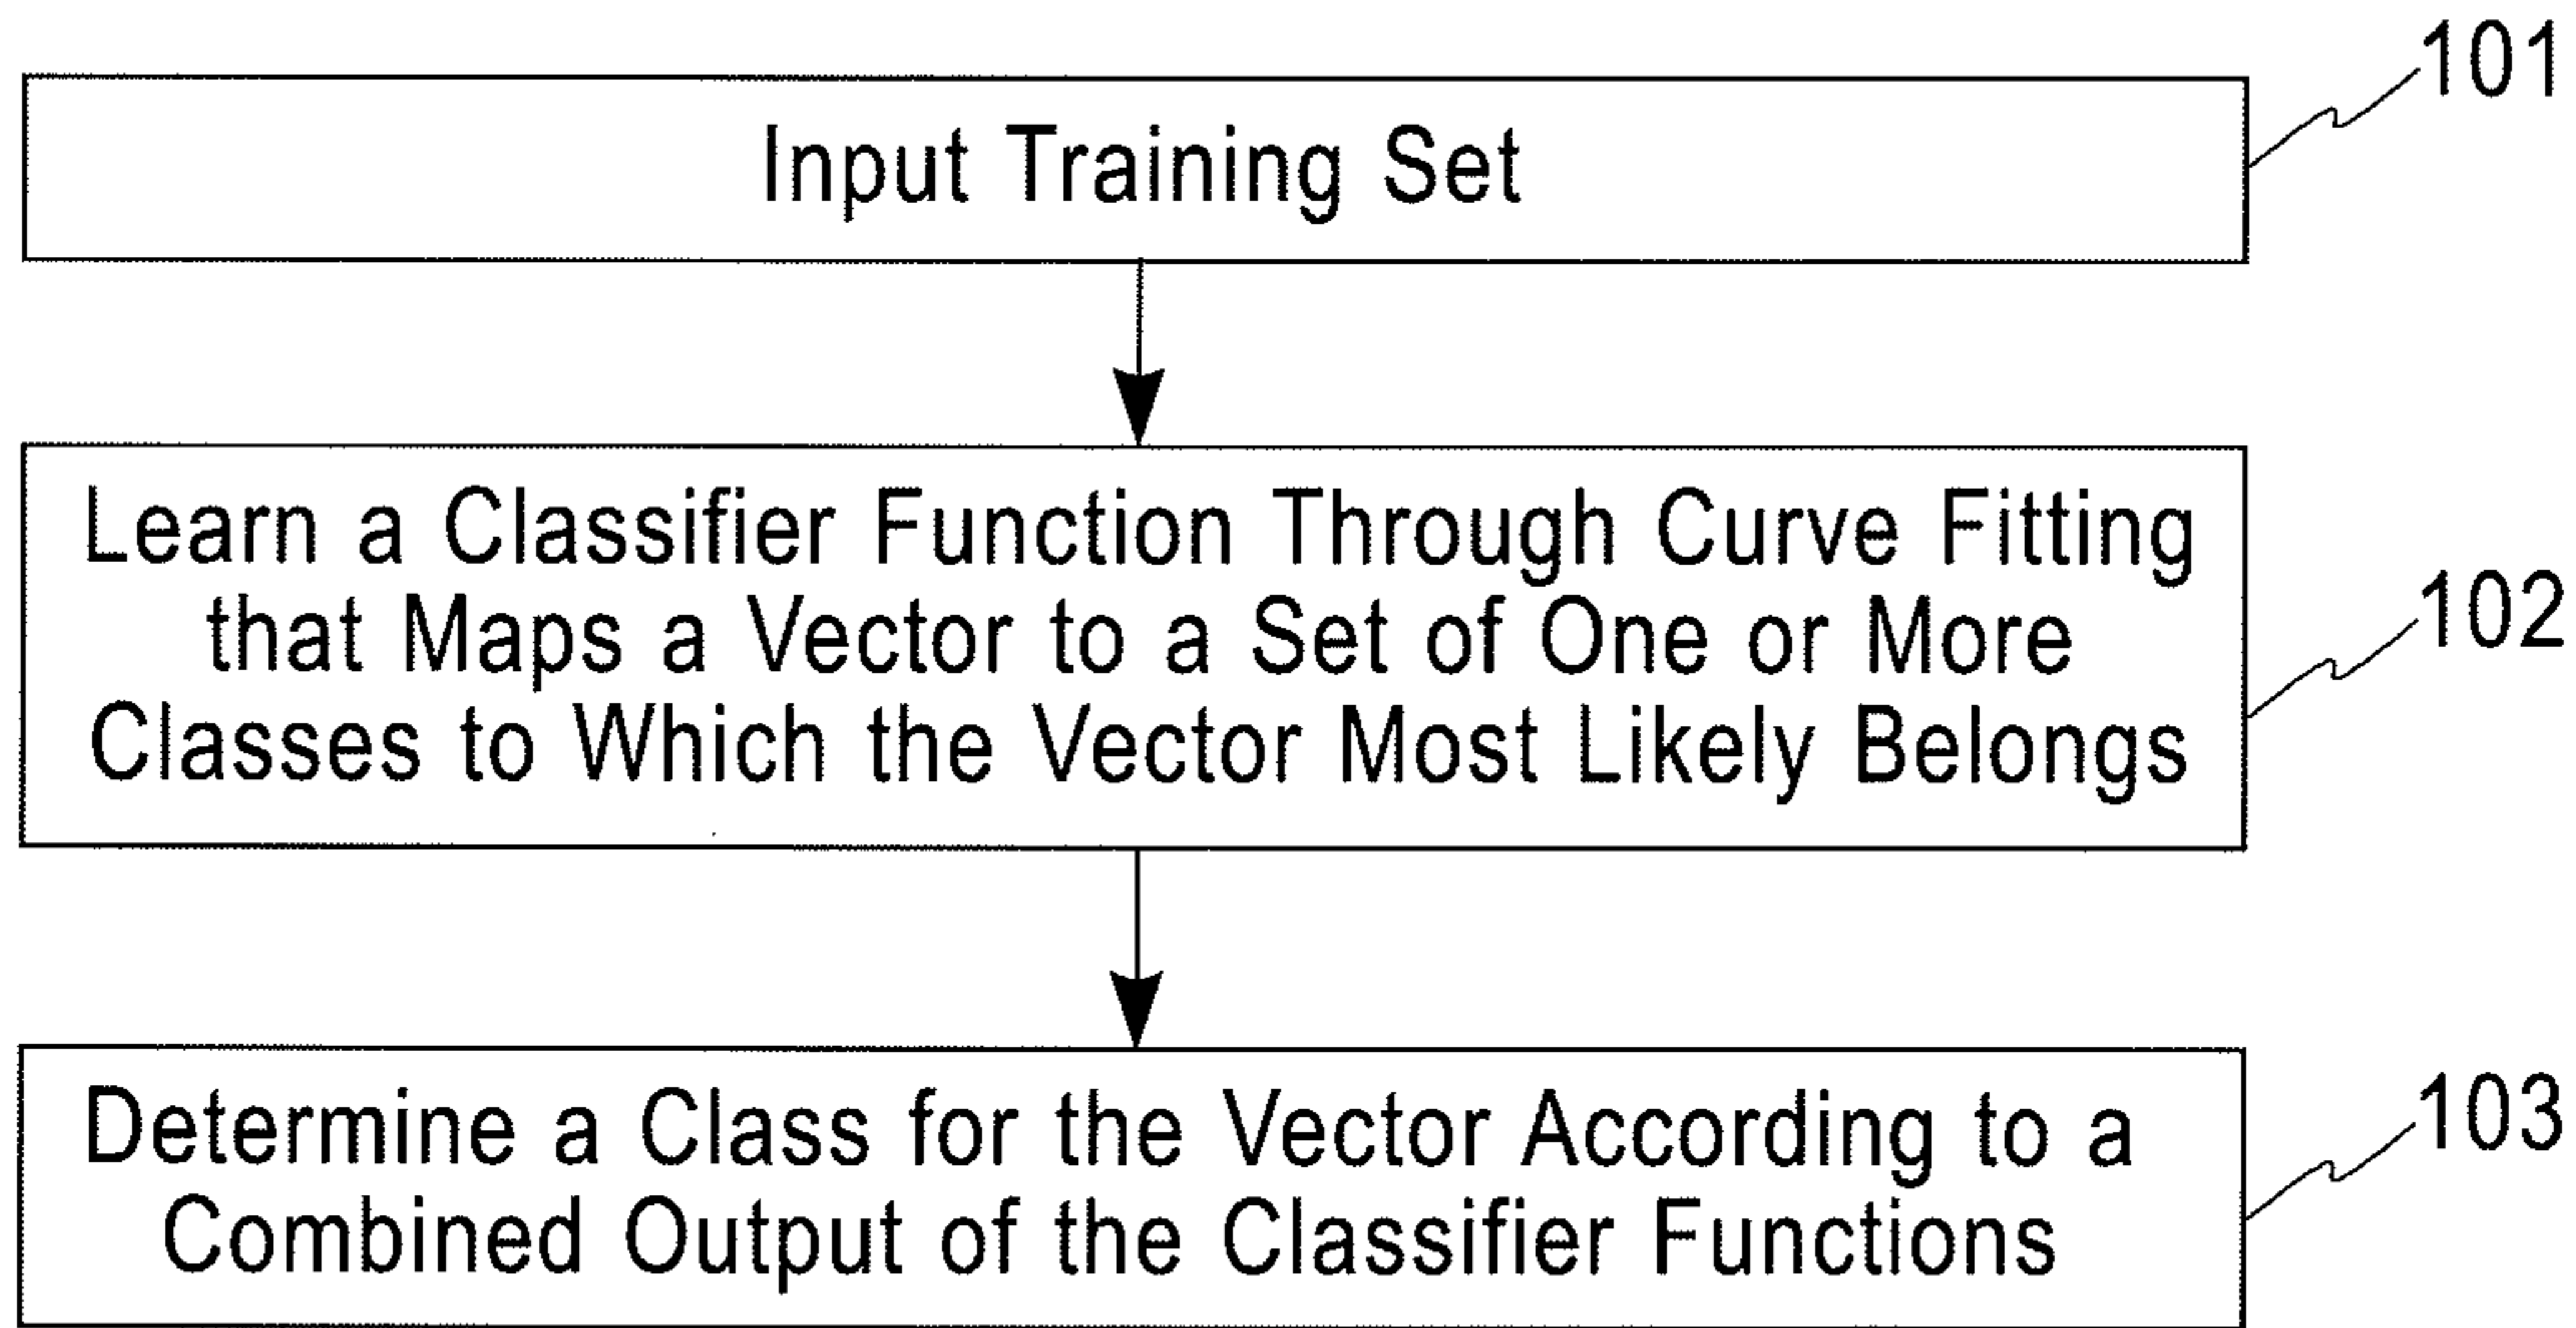 101
Input Training Set
Learn a Classifier Function Through Curve Fitting
that Maps a Vector to a Set of One or More
Classes to Which the Vector Most Likely Belongs
102
Determine a Class for the Vector According to a
Combined Output of the Classifier Functions
103